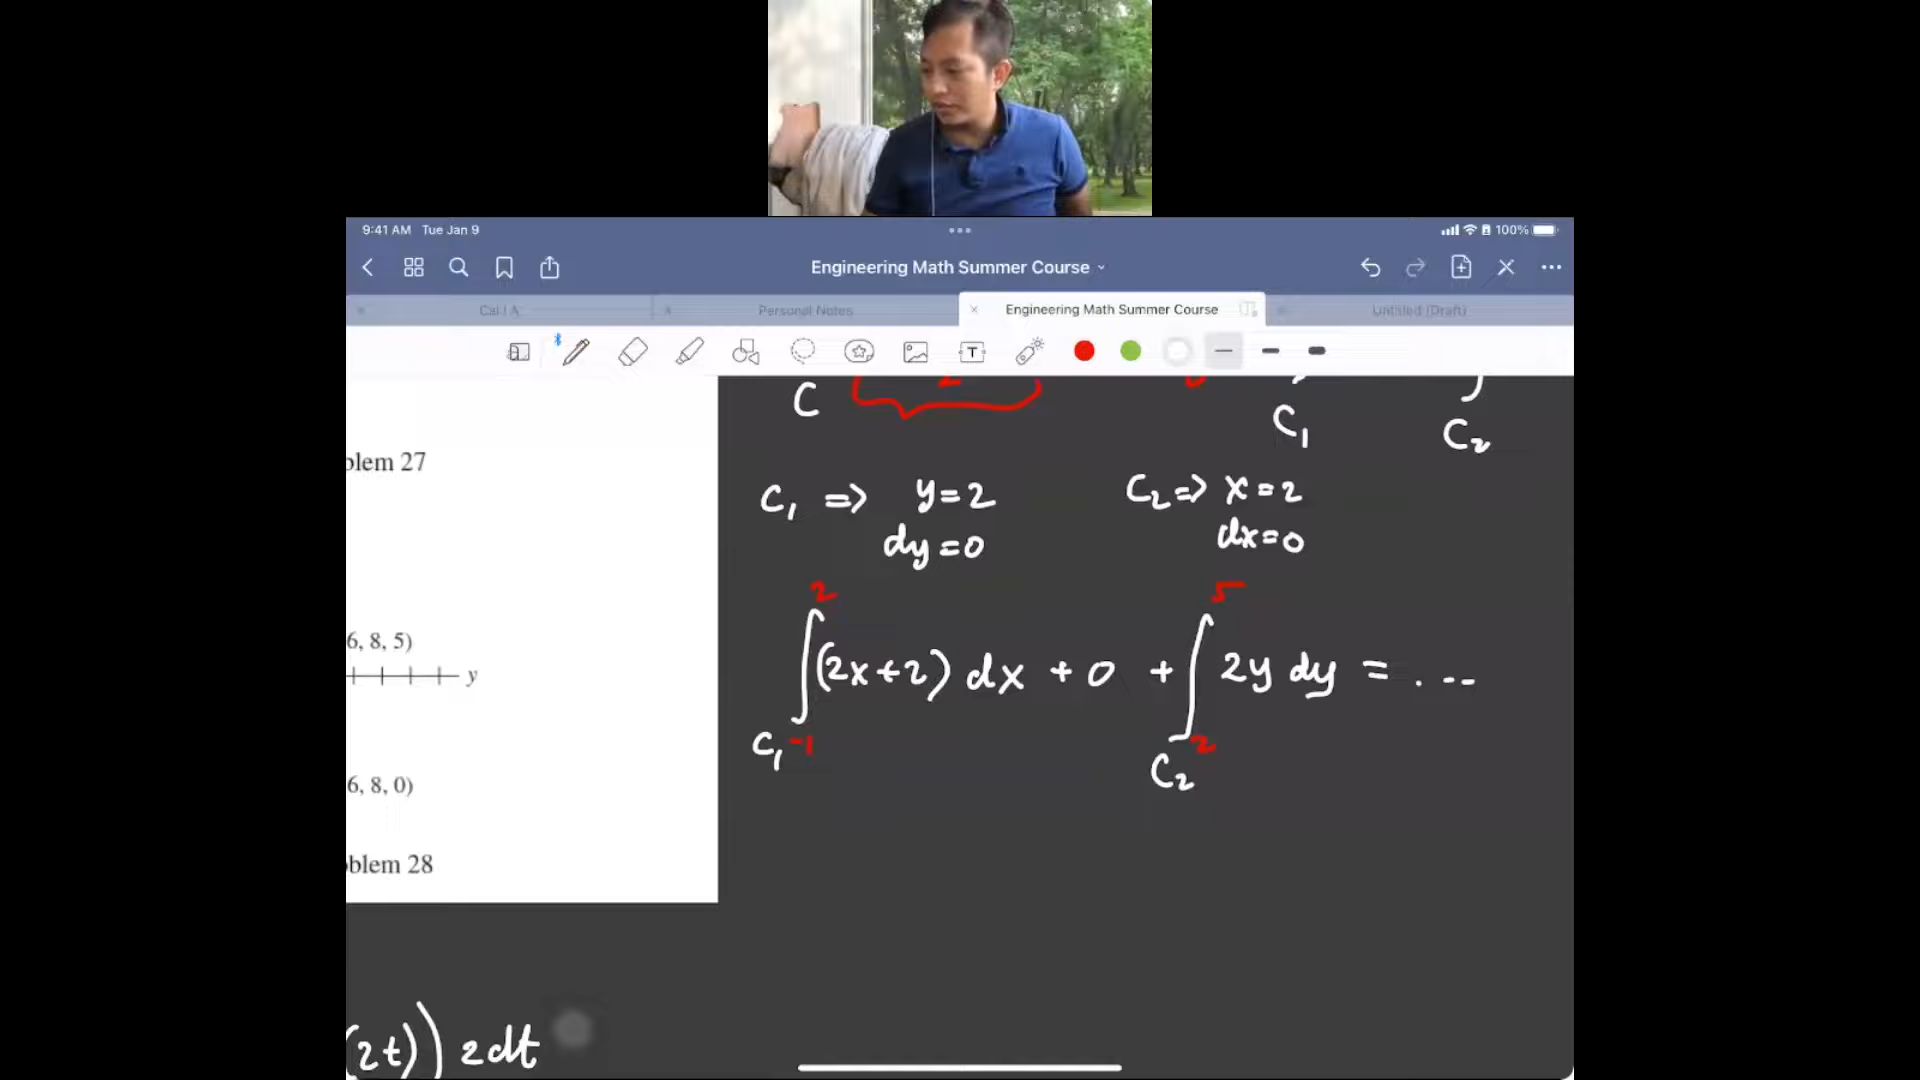 9:41 AM Tue Jan 9
100%
Engineering Math Summer Course
Cal I A
Personal Notes
Engineering Math Summer Course
Untitled (Draft)
T
C
C₁
C₂
blem 27
C₁ => y=2
dy=0
C₂=> x=2
dx=0
∫(2x+2) dx + 0 + ∫ 2y dy = ...
2
C₁ -1
5
2
C₂
6, 8, 5)
y
6, 8, 0)
blem 28
(2t)) 2dt